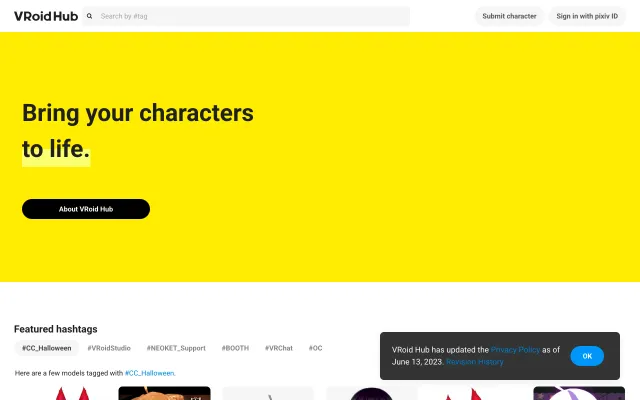 VRoid Hub
Search by #tag
Submit character
Sign in with pixiv ID
Bring your characters
to life.
About VRoid Hub
Featured hashtags
#CC_Halloween #VRoidStudio #NEOKET_Support #BOOTH #VRChat #OC
Here are a few models tagged with #CC_Halloween.
VRoid Hub has updated the Privacy Policy as of
June 13, 2023. Revision History
OK